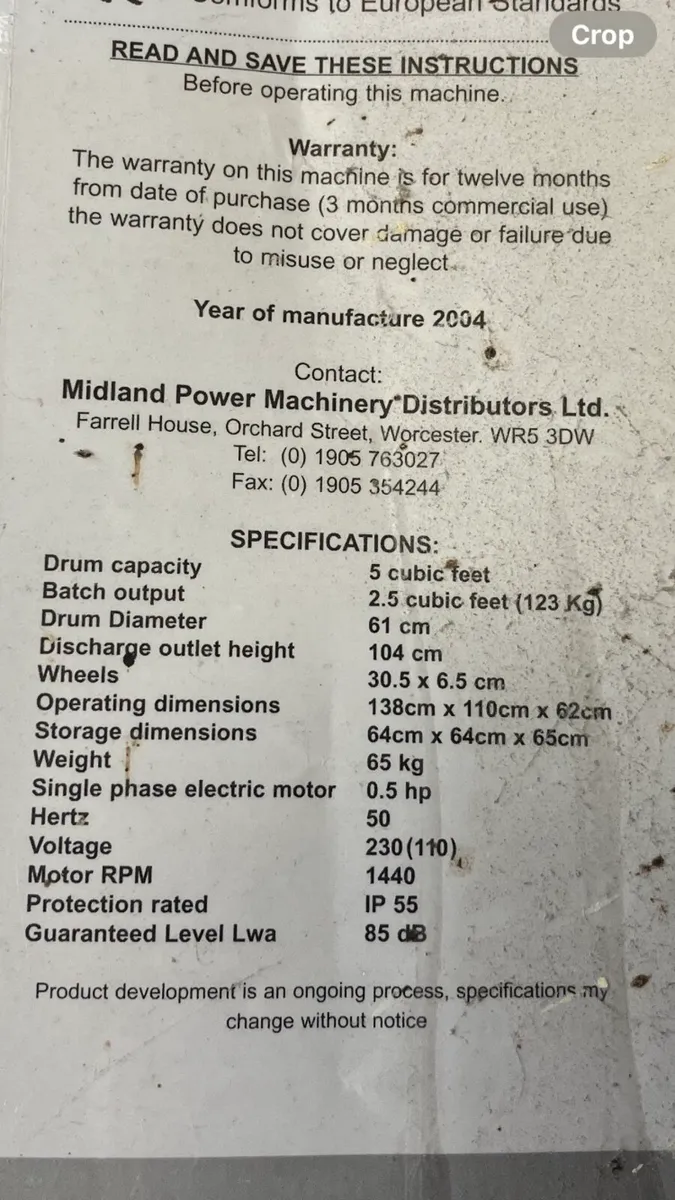 Conforms to European Standards
Crop
READ AND SAVE THESE INSTRUCTIONS
Before operating this machine.
Warranty:
The warranty on this machine is for twelve months
from date of purchase (3 months commercial use)
the warranty does not cover damage or failure due
to misuse or neglect
Year of manufacture 2004
Contact:
Midland Power Machinery Distributors Ltd.
Farrell House, Orchard Street, Worcester. WR5 3DW
Tel: (0) 1905 763027
Fax: (0) 1905 354244
SPECIFICATIONS:
Drum capacity 5 cubic feet
Batch output 2.5 cubic feet (123 Kg)
Drum Diameter 61 cm
Discharge outlet height 104 cm
Wheels 30.5 x 6.5 cm
Operating dimensions 138cm x 110cm x 62cm
Storage dimensions 64cm x 64cm x 65cm
Weight 65 kg
Single phase electric motor 0.5 hp
Hertz 50
Voltage 230 (110)
Motor RPM 1440
Protection rated IP 55
Guaranteed Level Lwa 85 dB
Product development is an ongoing process, specifications my
change without notice